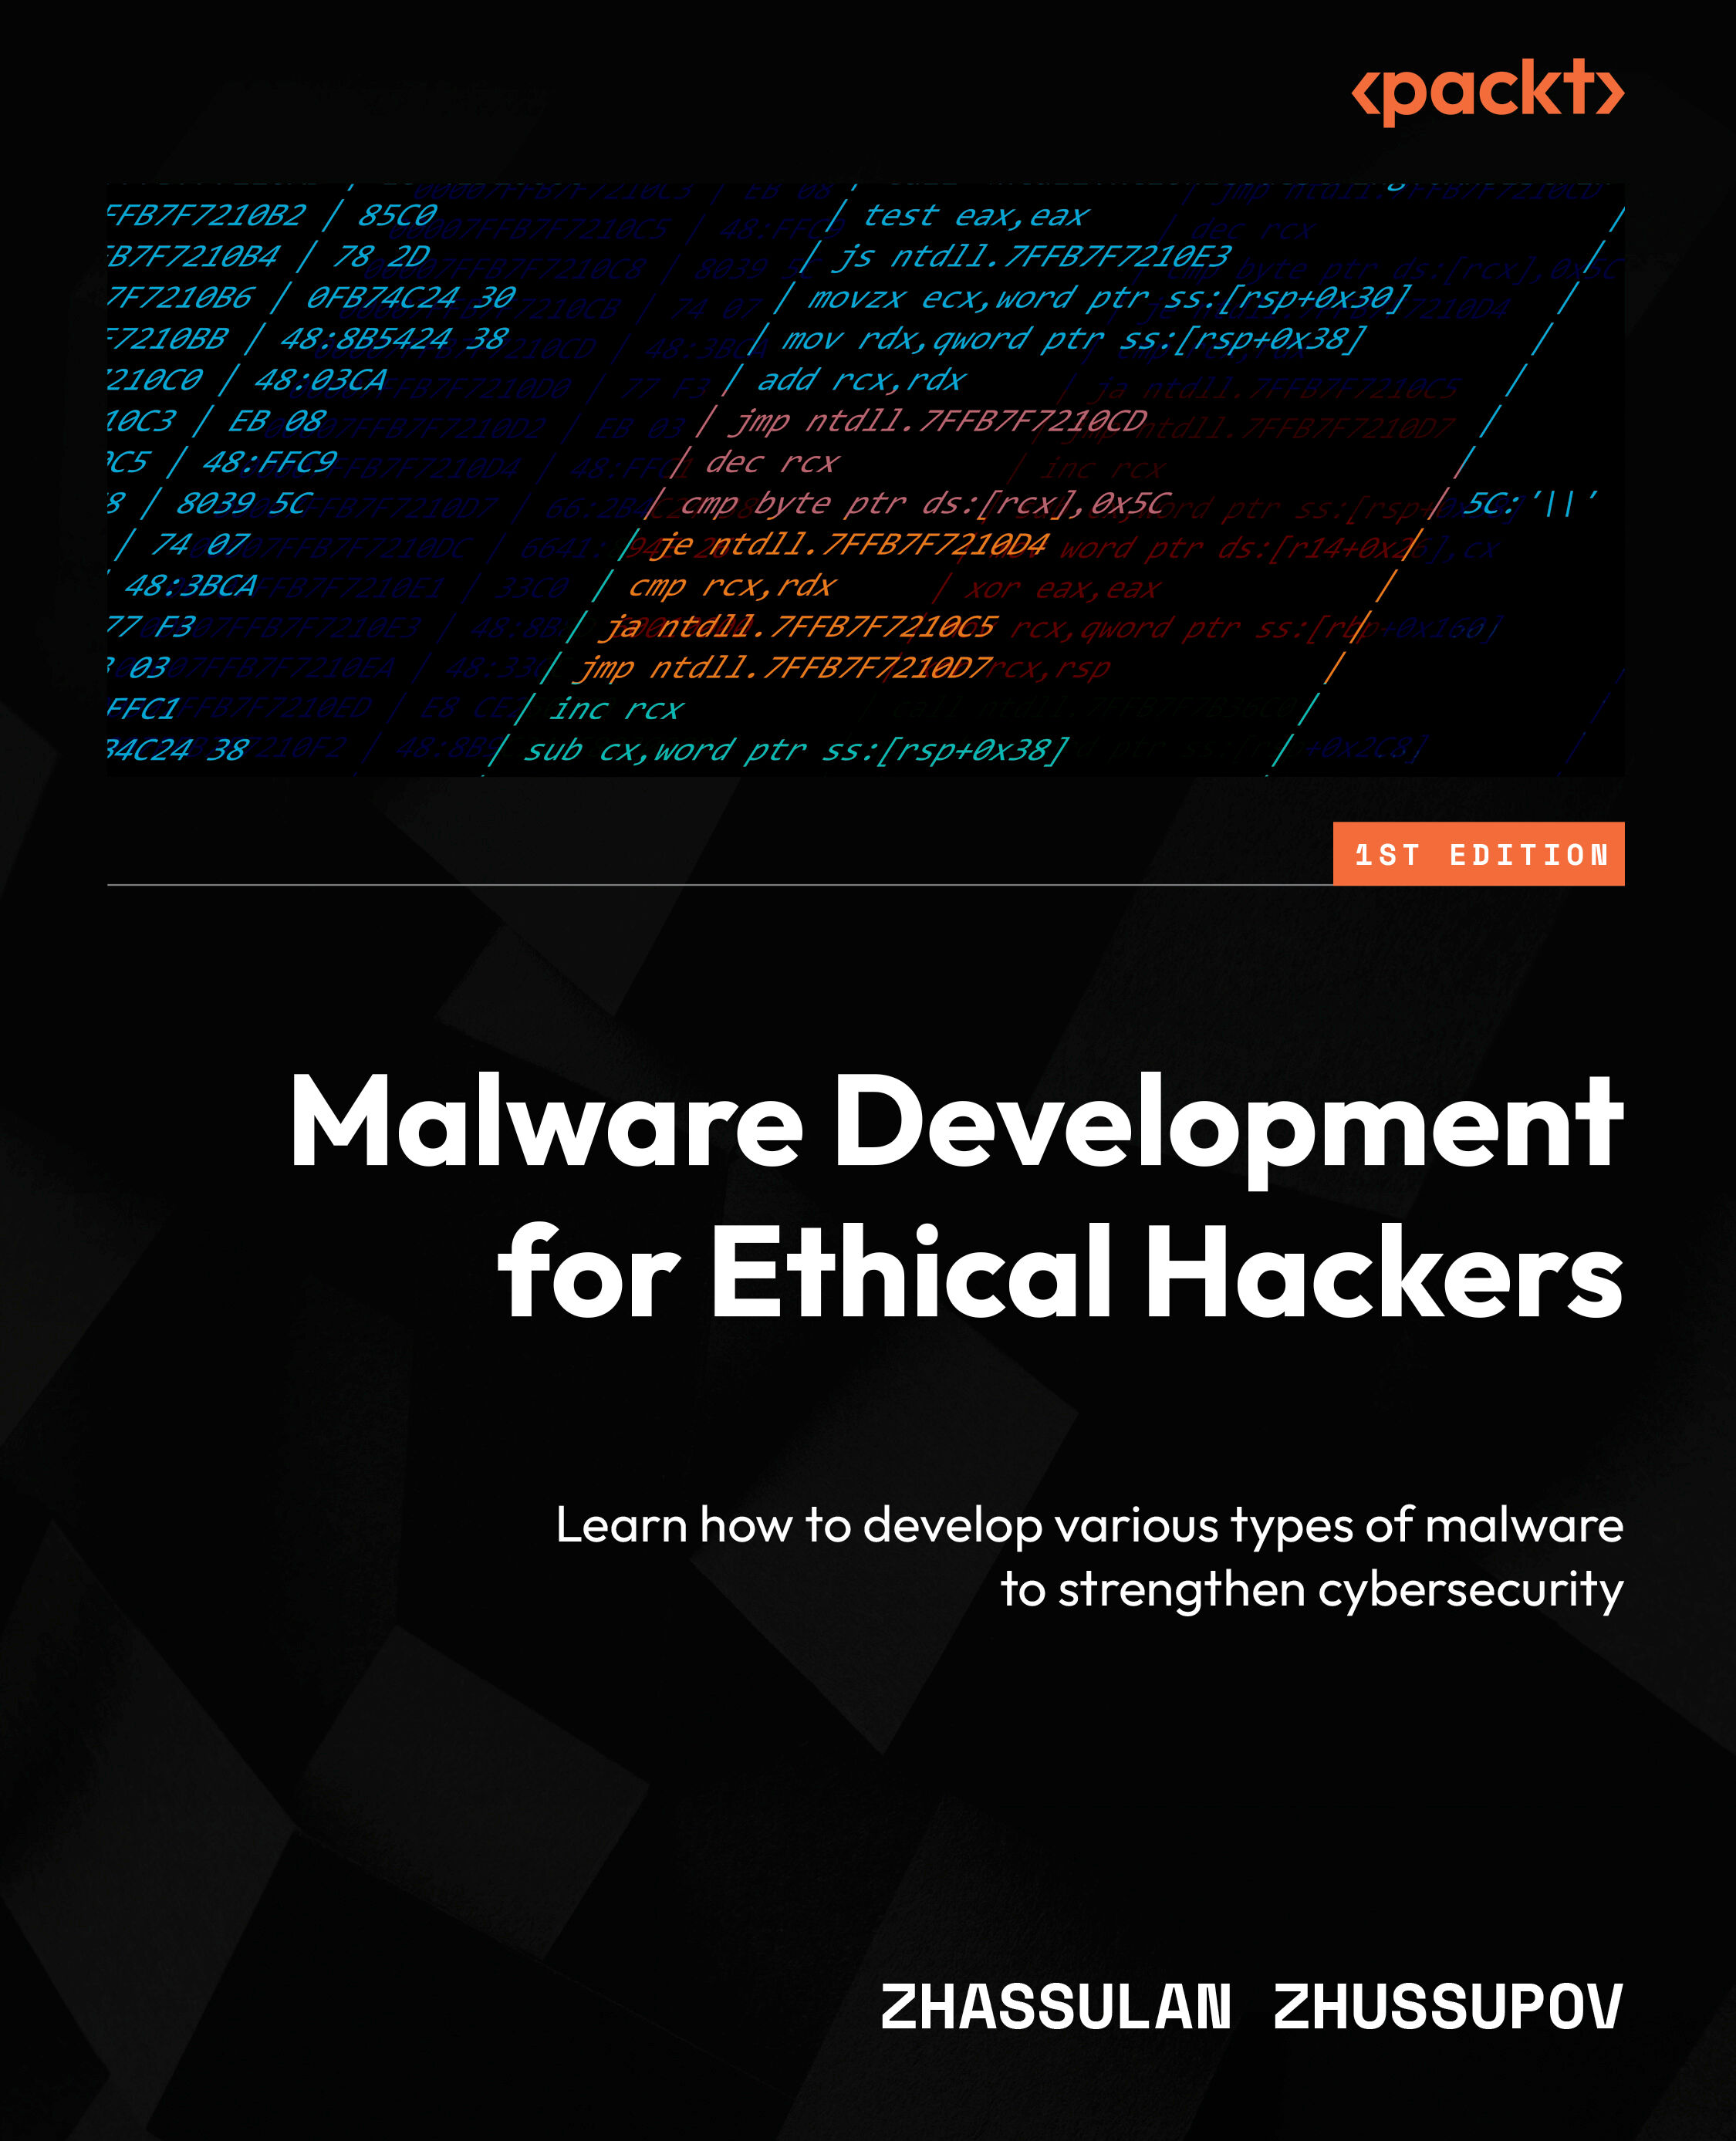 <packt>
FFB7F7210B2 | 85C0 | test eax,eax |
B7F7210B4 | 78 2D | js ntdll.7FFB7F7210E3 |
7F7210B6 | 0FB74C24 30 | movzx ecx,word ptr ss:[rsp+0x30] |
F7210BB | 48:8B5424 38 | mov rdx,qword ptr ss:[rsp+0x38] |
7210C0 | 48:03CA | add rcx,rdx |
10C3 | EB 08 | jmp ntdll.7FFB7F7210CD |
0C5 | 48:FFC9 | dec rcx |
8 | 8039 5C | cmp byte ptr ds:[rcx],0x5C | 5C:'\\'
| 74 07 | je ntdll.7FFB7F7210D4 |
48:3BCA | cmp rcx,rdx |
77 F3 | ja ntdll.7FFB7F7210C5 |
03 | jmp ntdll.7FFB7F7210D7 |
FFC1 | inc rcx |
4C24 38 | sub cx,word ptr ss:[rsp+0x38] |
1ST EDITION
Malware Development
for Ethical Hackers
Learn how to develop various types of malware
to strengthen cybersecurity
ZHASSULAN ZHUSSUPOV